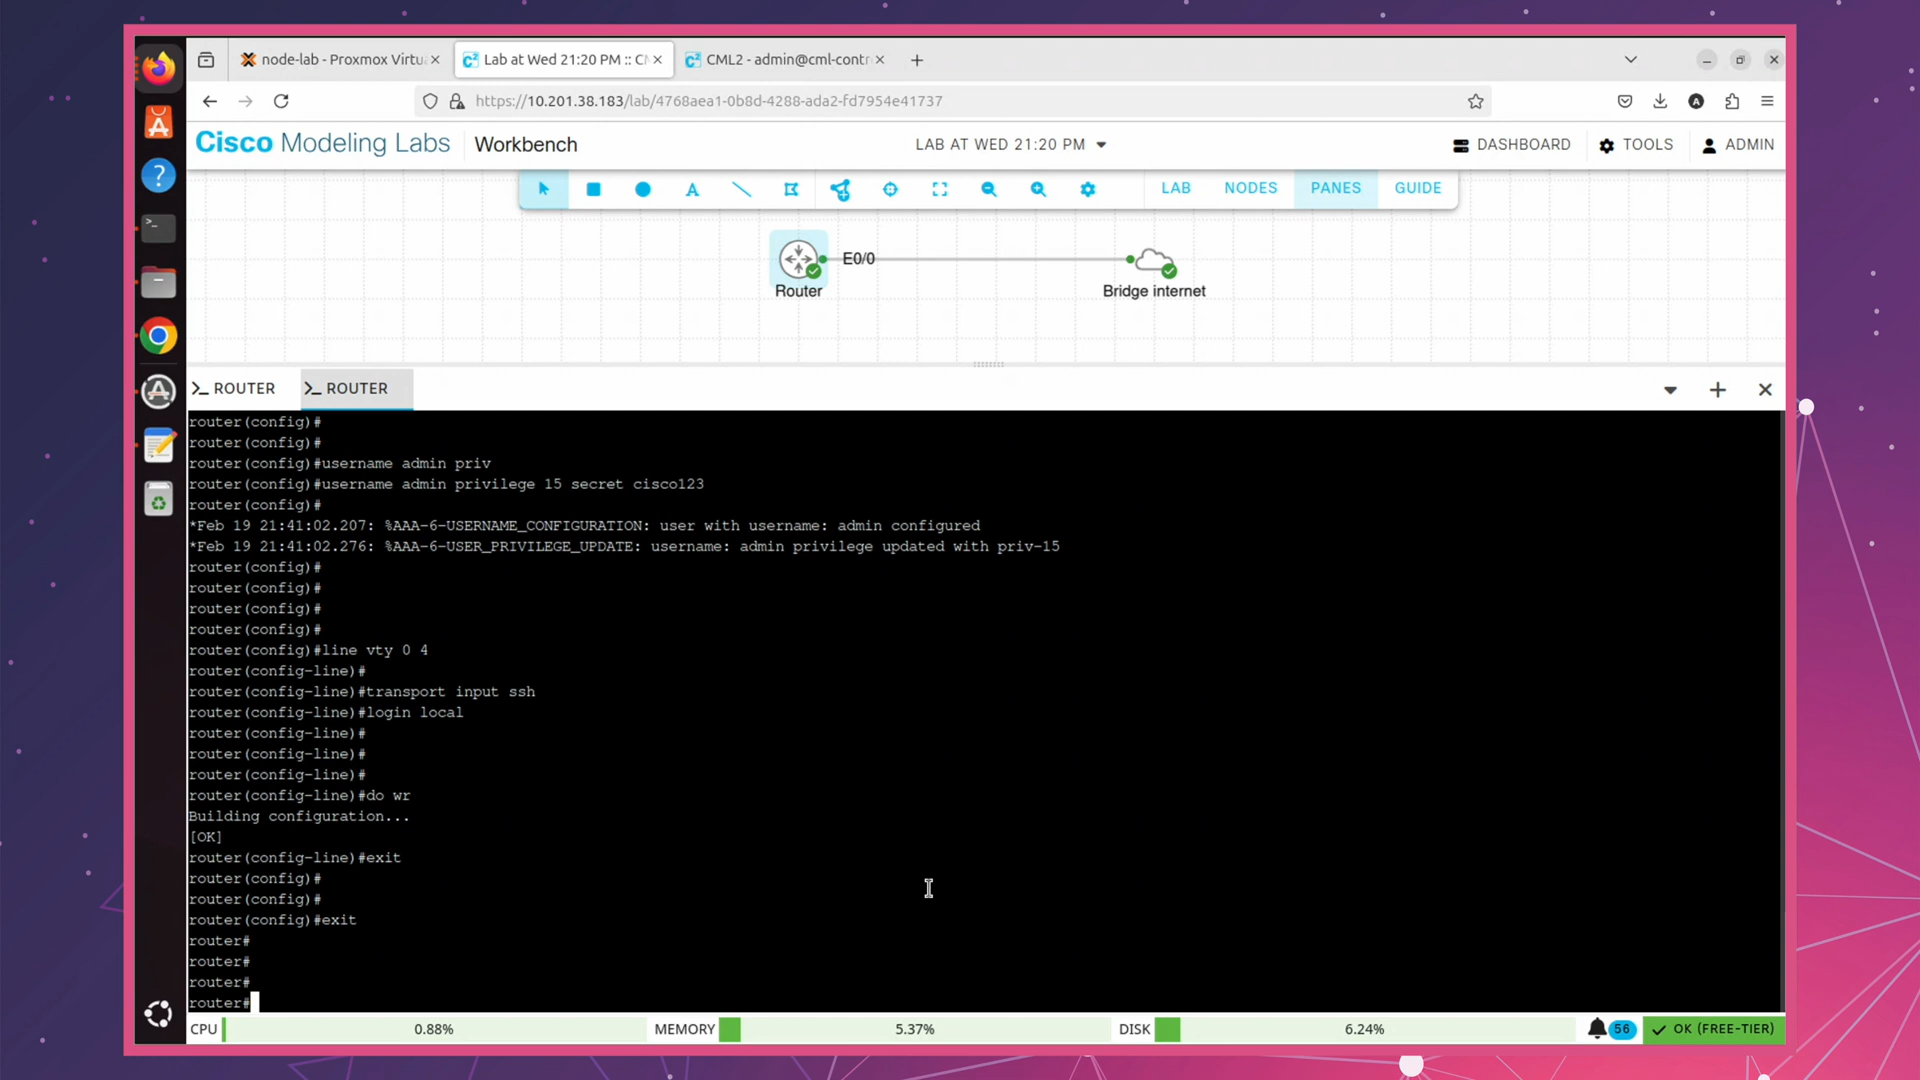 node-lab - Proxmox Virtu
Lab at Wed 21:20 PM :: C
CML2 - admin@cml-contr
https://10.201.38.183/lab/4768aea1-0b8d-4288-ada2-fd7954e41737
Cisco Modeling Labs
Workbench
LAB AT WED 21:20 PM
DASHBOARD
TOOLS
ADMIN
LAB
NODES
PANES
GUIDE
E0/0
Router
Bridge internet
ROUTER
ROUTER
router(config)#
router(config)#
router(config)#username admin priv
router(config)#username admin privilege 15 secret cisco123
router(config)#
*Feb 19 21:41:02.207: %AAA-6-USERNAME_CONFIGURATION: user with username: admin configured
*Feb 19 21:41:02.276: %AAA-6-USER_PRIVILEGE_UPDATE: username: admin privilege updated with priv-15
router(config)#
router(config)#
router(config)#
router(config)#
router(config)#line vty 0 4
router(config-line)#
router(config-line)#transport input ssh
router(config-line)#login local
router(config-line)#
router(config-line)#
router(config-line)#
router(config-line)#do wr
Building configuration...
[OK]
router(config-line)#exit
router(config)#
router(config)#
router(config)#exit
router#
router#
router#
router#
CPU 0.88% MEMORY 5.37% DISK 6.24% 56 OK (FREE-TIER)